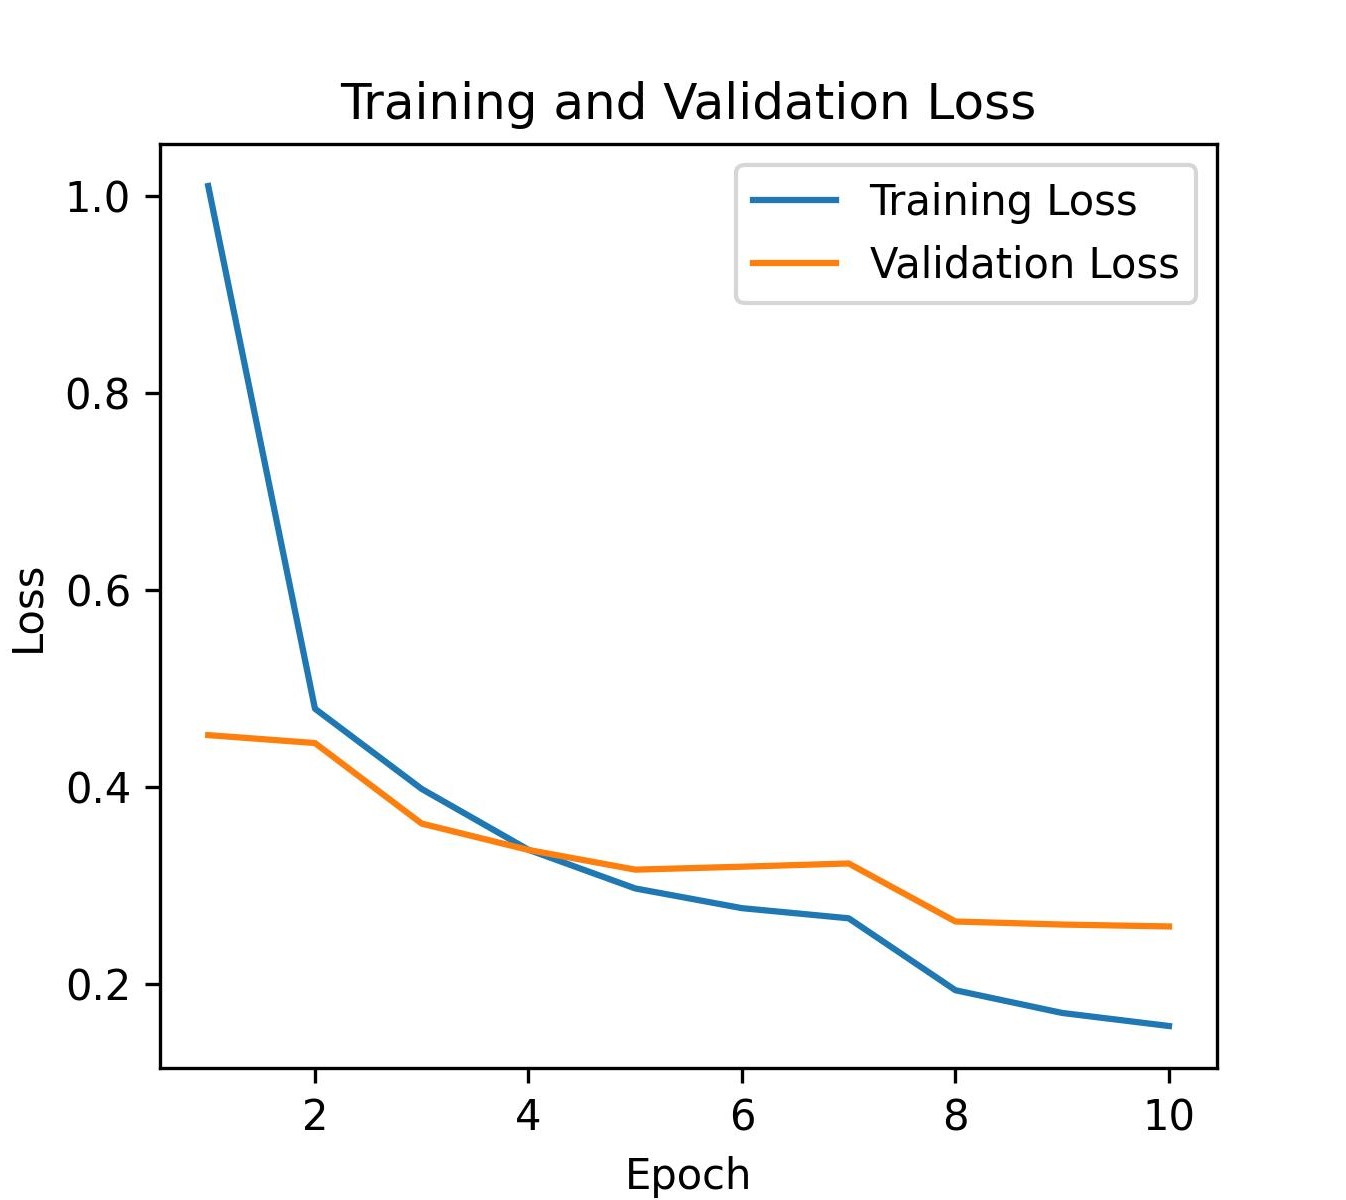 Training and Validation Loss
Training Loss
Validation Loss
1.0
0.8
0.6
0.4
0.2
Loss
2 4 6 8 10
Epoch